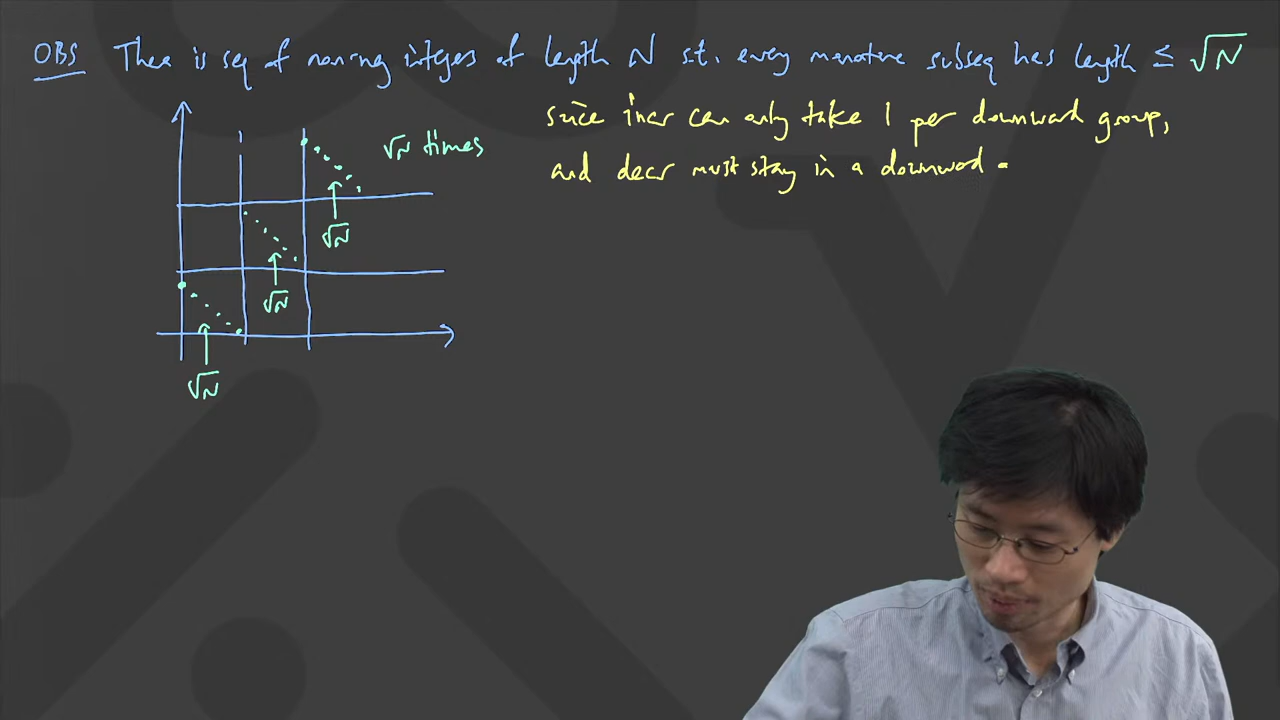 OBS There is seq of nonring integers of length N s.t. every monotone subseq has length ≤ √N
since incr can only take 1 per downward group,
and decr must stay in a downward
√N times
√N
√N
√N